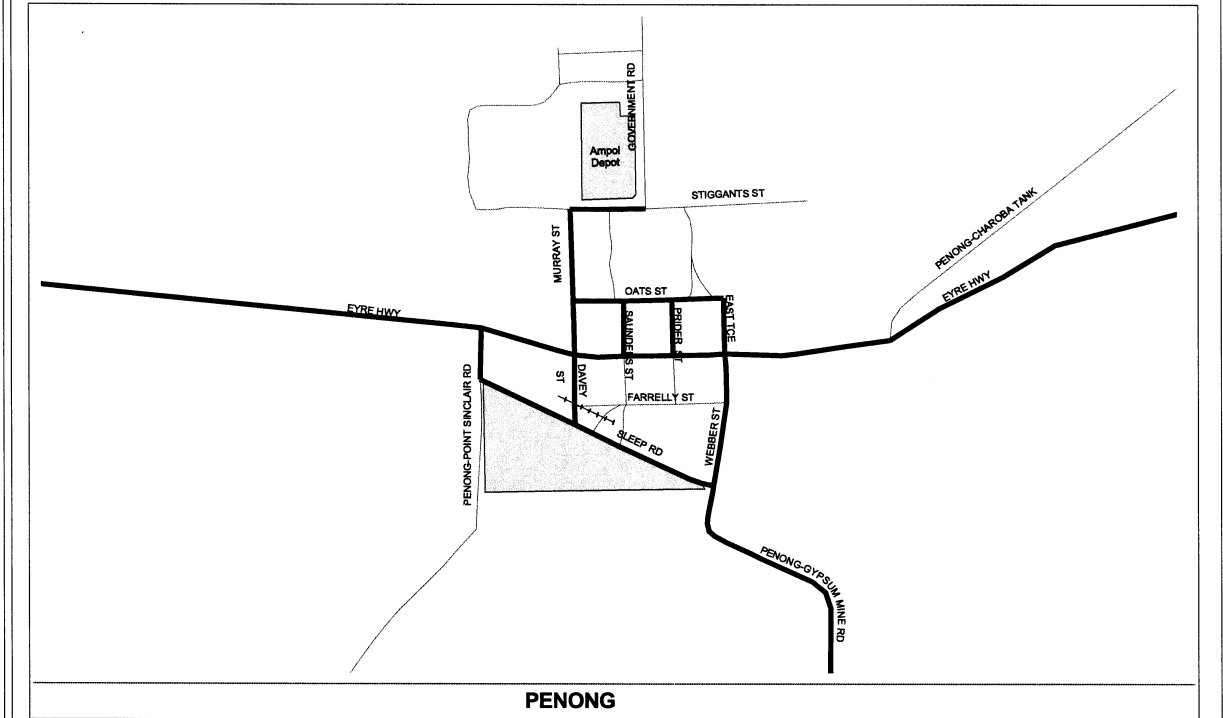 GOVERNMENT RD
Ampol
Depot
STIGGANTS ST
PENONG-CHAROBA TANK
MURRAY ST
OATS ST
EYRE HWY
EYRE HWY
EAST TCE
SAUNDERS ST
PRIDER ST
DAVEY
ST
FARRELLY ST
PENONG-POINT SINCLAIR RD
SLEEP RD
WEBBER ST
PENONG-GYPSUM MINE RD
PENONG